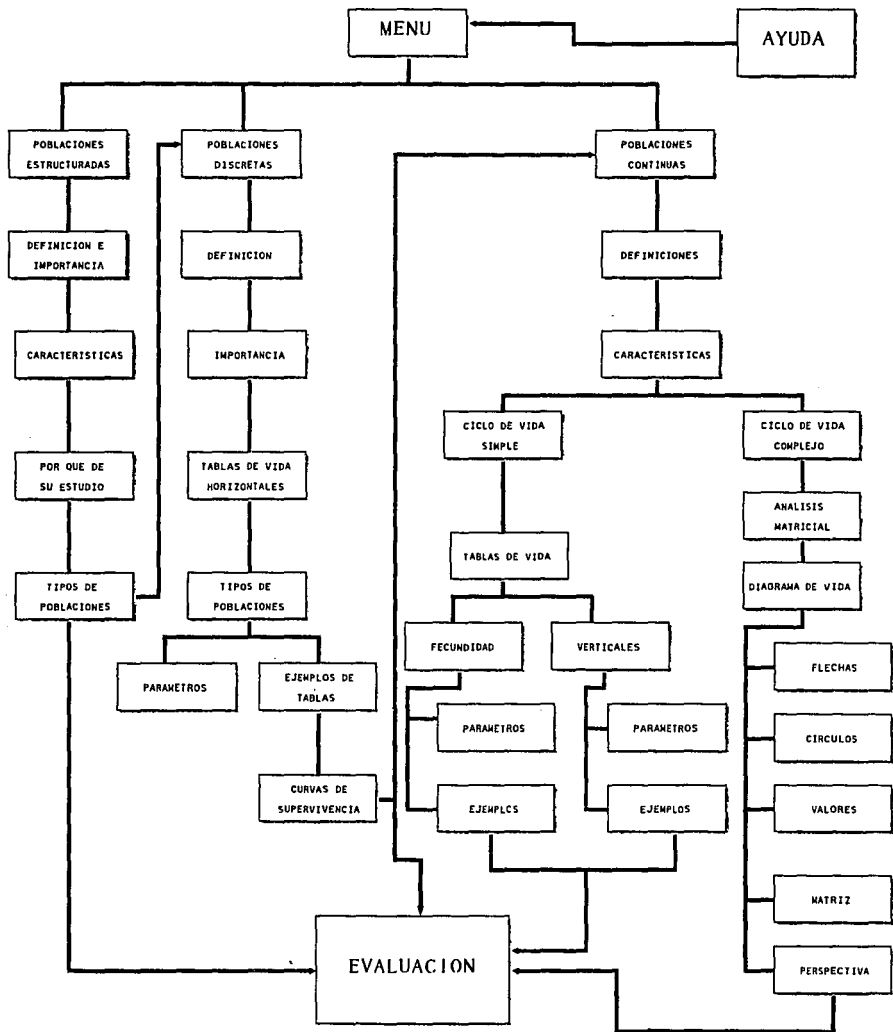 MENU
AYUDA
POBLACIONES
ESTRUCTURADAS
POBLACIONES
DISCRETAS
POBLACIONES
CONTINUAS
DEFINICION E
IMPORTANCIA
DEFINICION
DEFINICIONES
CARACTERISTICAS
IMPORTANCIA
CARACTERISTICAS
CICLO DE VIDA
SIMPLE
CICLO DE VIDA
COMPLEJO
POR QUE DE
SU ESTUDIO
TABLAS DE VIDA
HORIZONTALES
ANALISIS
MATRICIAL
TABLAS DE VIDA
TIPOS DE
POBLACIONES
TIPOS DE
POBLACIONES
DIAGRAMA DE VIDA
FECUNDIDAD
VERTICALES
PARAMETROS
EJEMPLOS DE
TABLAS
FLECHAS
PARAMETROS
PARAMETROS
CIRCULOS
CURVAS DE
SUPERVIVENCIA
EJEMPLCS
EJEMPLOS
VALORES
MATRIZ
EVALUACION
PERSPECTIVA